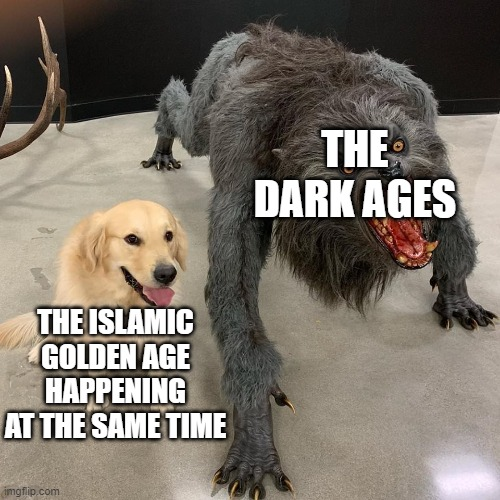 THE
DARK AGES
THE ISLAMIC
GOLDEN AGE
HAPPENING
AT THE SAME TIME
imgflip.com